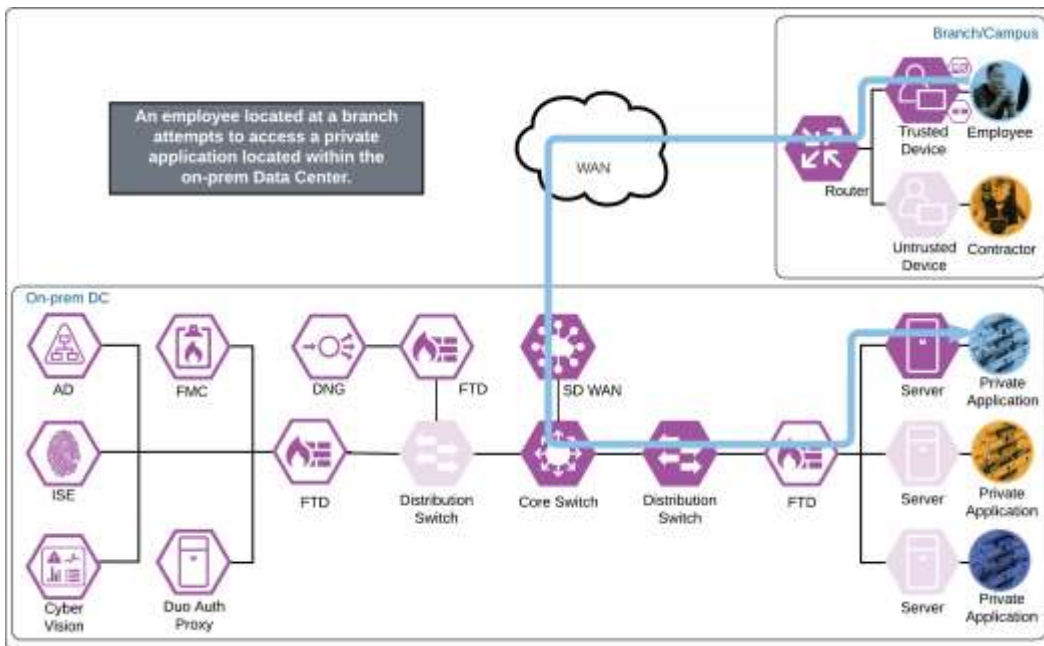 Branch/Campus
An employee located at a branch
attempts to access a private
application located within the
on-prem Data Center.
WAN
Trusted
Device
Employee
Router
Untrusted
Device
Contractor
On-prem DC
AD
FMC
DNG
FTD
SD WAN
Server
Private
Application
ISE
FTD
Distribution
Switch
Core Switch
Distribution
Switch
FTD
Server
Private
Application
Cyber
Vision
Duo Auth
Proxy
Server
Private
Application